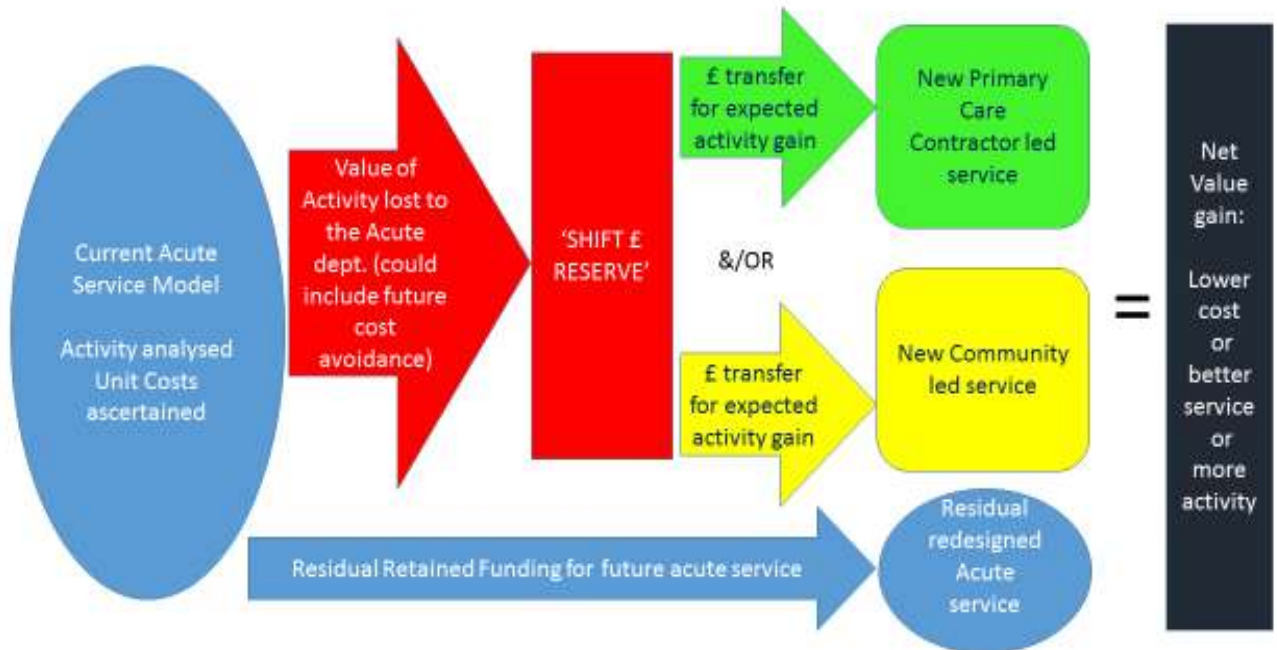 Current Acute
Service Model
Activity analysed
Unit Costs
ascertained
Value of
Activity lost to
the Acute
dept. (could
include future
cost
avoidance)
‘SHIFT £
RESERVE’
£ transfer
for expected
activity gain
New Primary
Care
Contractor led
service
&/OR
£ transfer
for expected
activity gain
New Community
led service
Residual Retained Funding for future acute service
Residual
redesigned
Acute
service
=
Net
Value
gain:
Lower
cost
or
better
service
or
more
activity